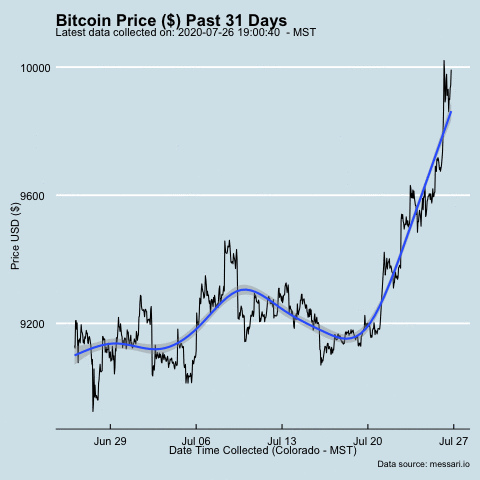 Bitcoin Price ($) Past 31 Days
Latest data collected on: 2020-07-26 19:00:40  - MST
10000
9600
9200
Price USD ($)
Jun 29
Jul 06
Jul 13
Jul 20
Jul 27
Date Time Collected (Colorado - MST)
Data source: messari.io